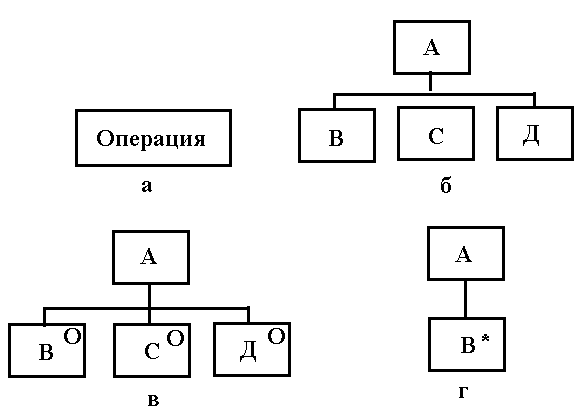 А
Операция
В С Д
а
б
А
А
В О С О Д О
В *
в
г